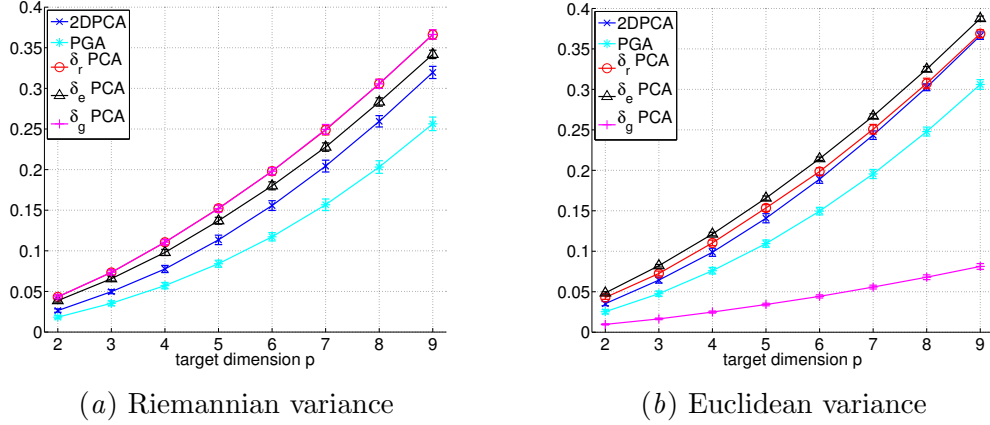 0.4
0.35
0.3
0.25
0.2
0.15
0.1
0.05
0
2DPCA
PGA
δr PCA
δe PCA
δg PCA
2 3 4 5 6 7 8 9
target dimension p
(a) Riemannian variance
0.4
0.35
0.3
0.25
0.2
0.15
0.1
0.05
0
2DPCA
PGA
δr PCA
δe PCA
δg PCA
2 3 4 5 6 7 8 9
target dimension p
(b) Euclidean variance